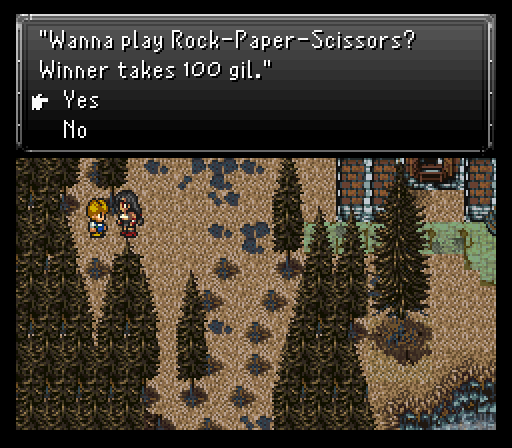 "Wanna play Rock-Paper-Scissors?
Winner takes 100 gil."
Yes
No